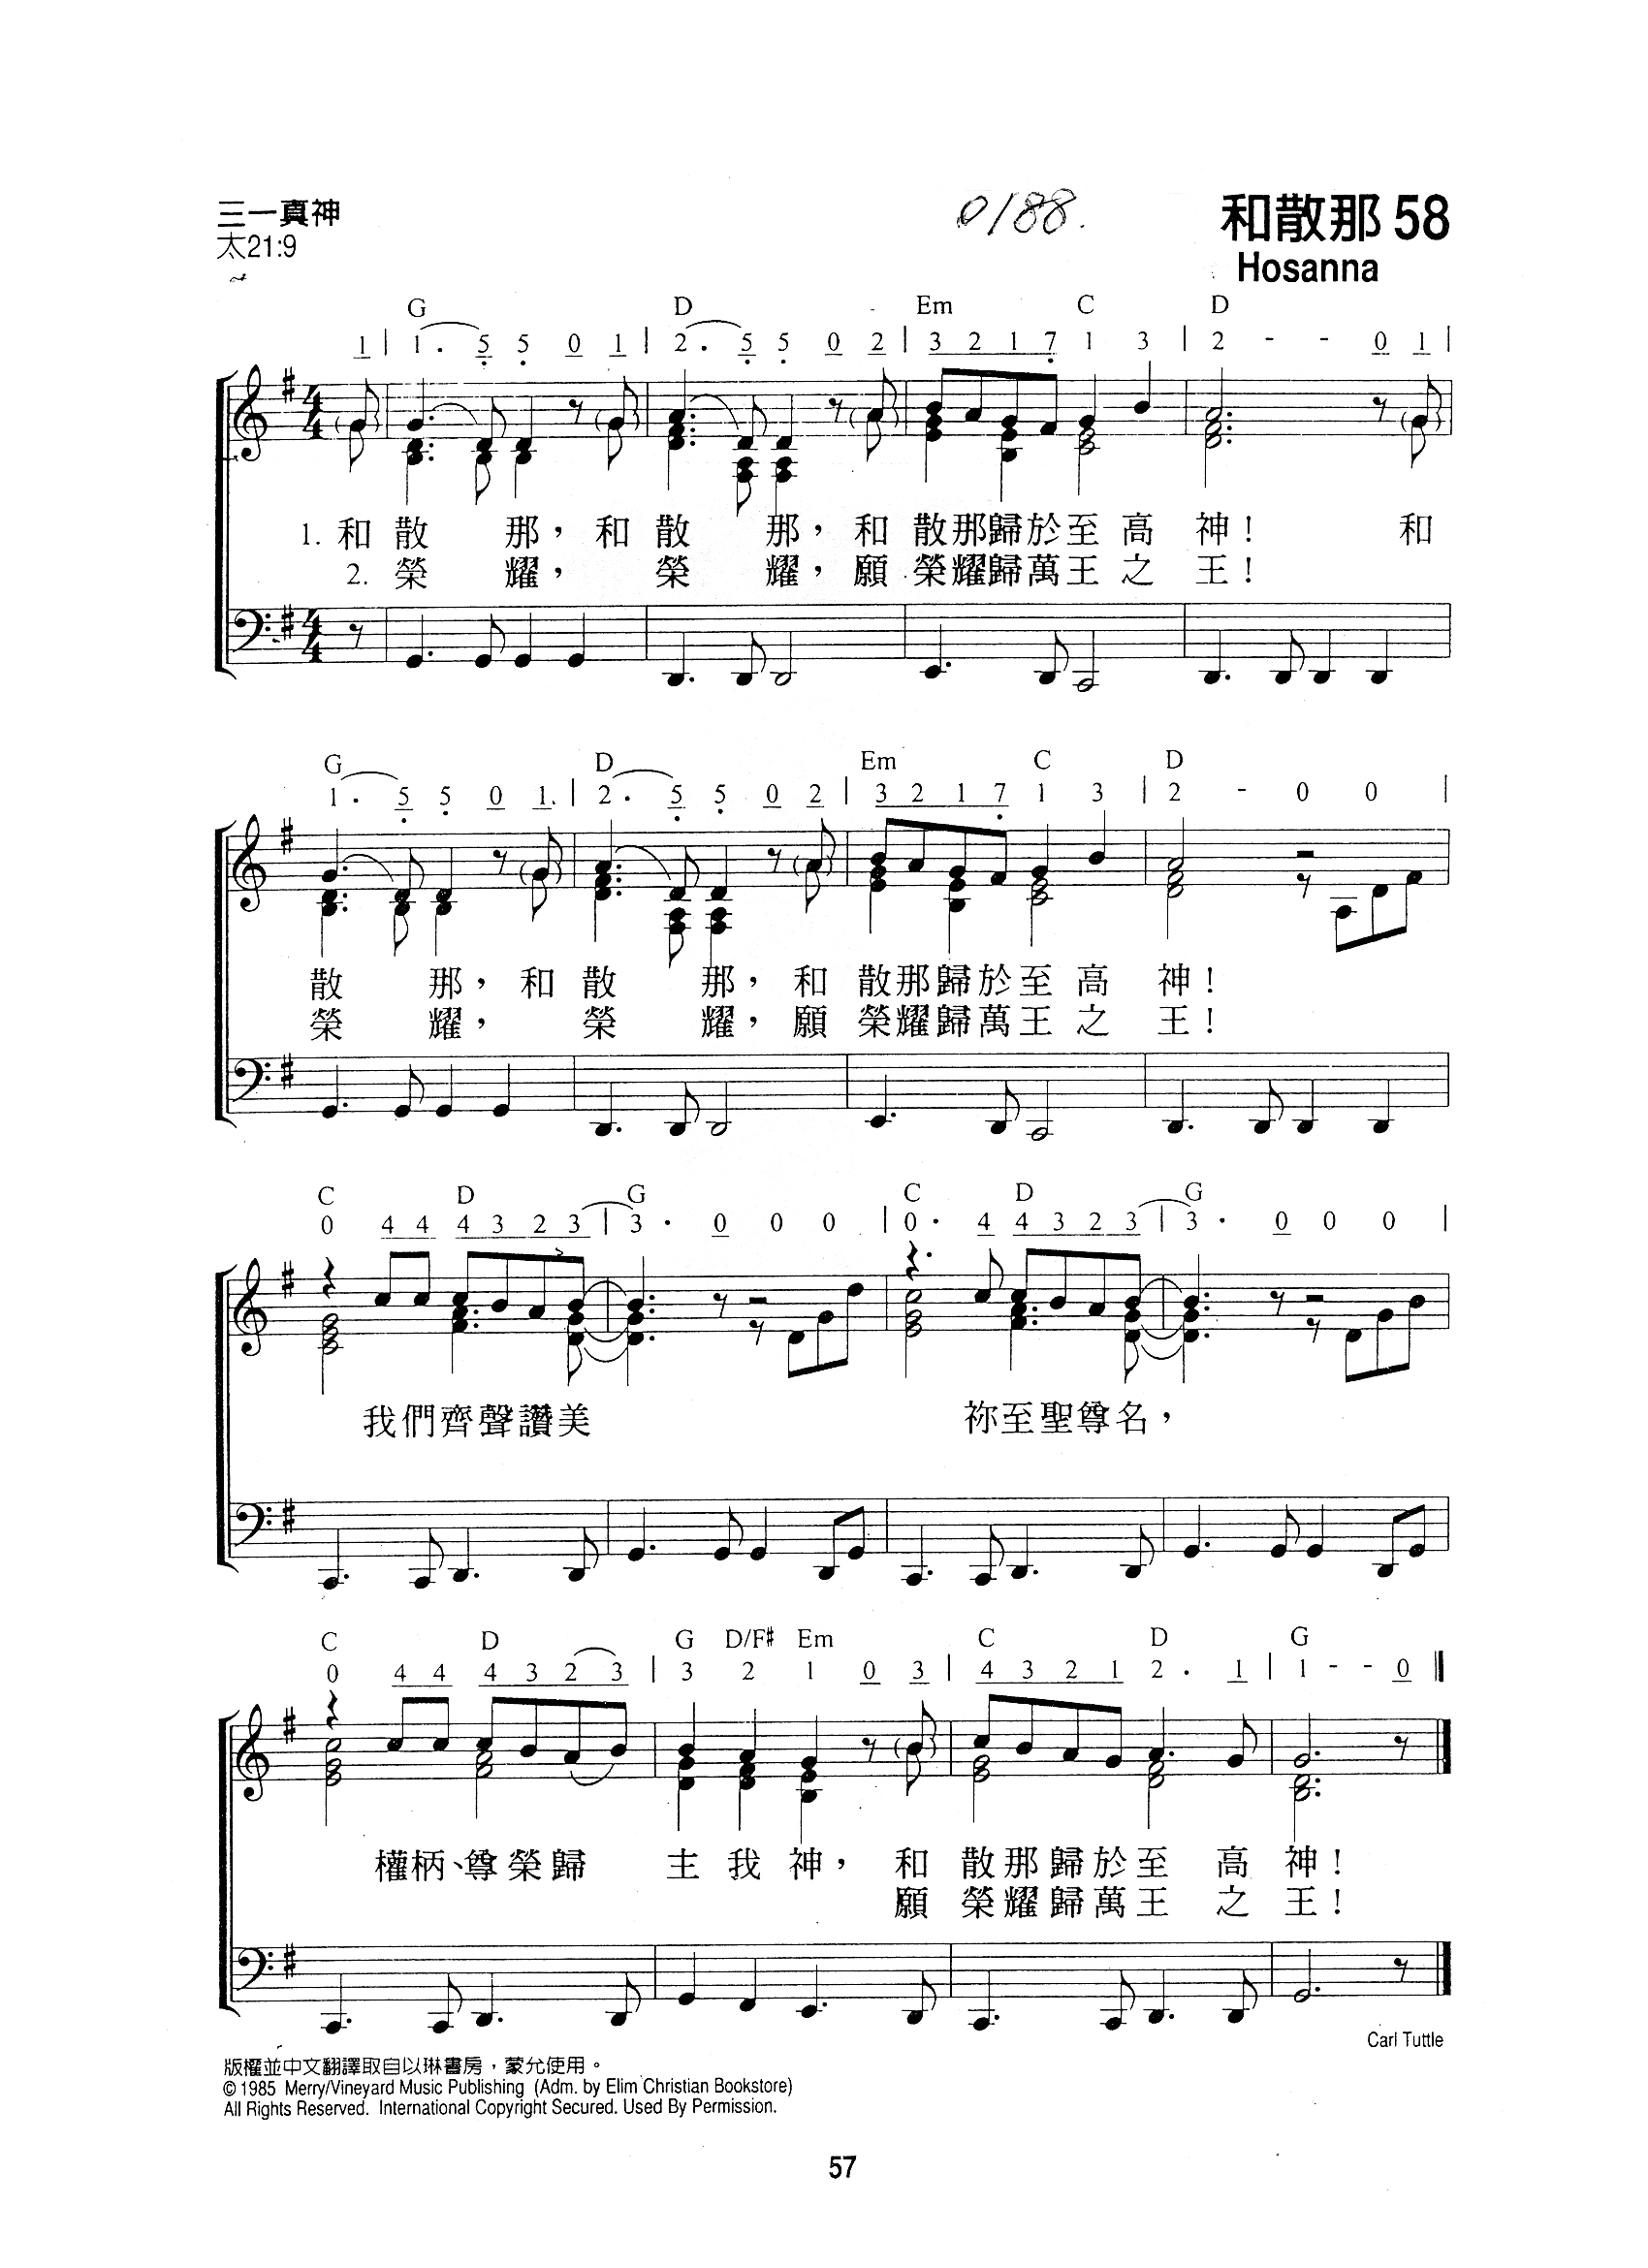 三一真神
太21:9
0188.
和散那 58
Hosanna
G D Em C D
1 | 1 . 5 5 0 1 | 2 . 5 5 0 2 | 3 2 1 7 1 3 | 2 - - 0 1 |
1. 和 散 那， 和 散 那， 和 散那歸於至 高 神！ 和
2. 榮 耀， 榮 耀， 願 榮耀歸萬王 之 王！
G D Em C D
1 . 5 5 0 1 . | 2 . 5 5 0 2 | 3 2 1 7 1 3 | 2 - 0 0 |
散 那， 和 散 那， 和 散那歸於至 高 神！
榮 耀， 榮 耀， 願 榮耀歸萬王 之 王！
C D G C D G
0 4 4 4 3 2 3 | 3 . 0 0 0 | 0 . 4 4 3 2 3 | 3 . 0 0 0 |
我們齊聲讚美 祢至聖尊名，
C D G D/F# Em C D G
0 4 4 4 3 2 3 | 3 2 1 0 3 | 4 3 2 1 2 . 1 | 1 - - 0 ‖
權柄、尊榮歸 主 我 神， 和 散那歸於至 高 神！
願 榮耀歸萬王 之 王！
Carl Tuttle
版權並中文翻譯取自以琳書房，蒙允使用。
© 1985 Merry/Vineyard Music Publishing (Adm. by Elim Christian Bookstore)
All Rights Reserved. International Copyright Secured. Used By Permission.
57